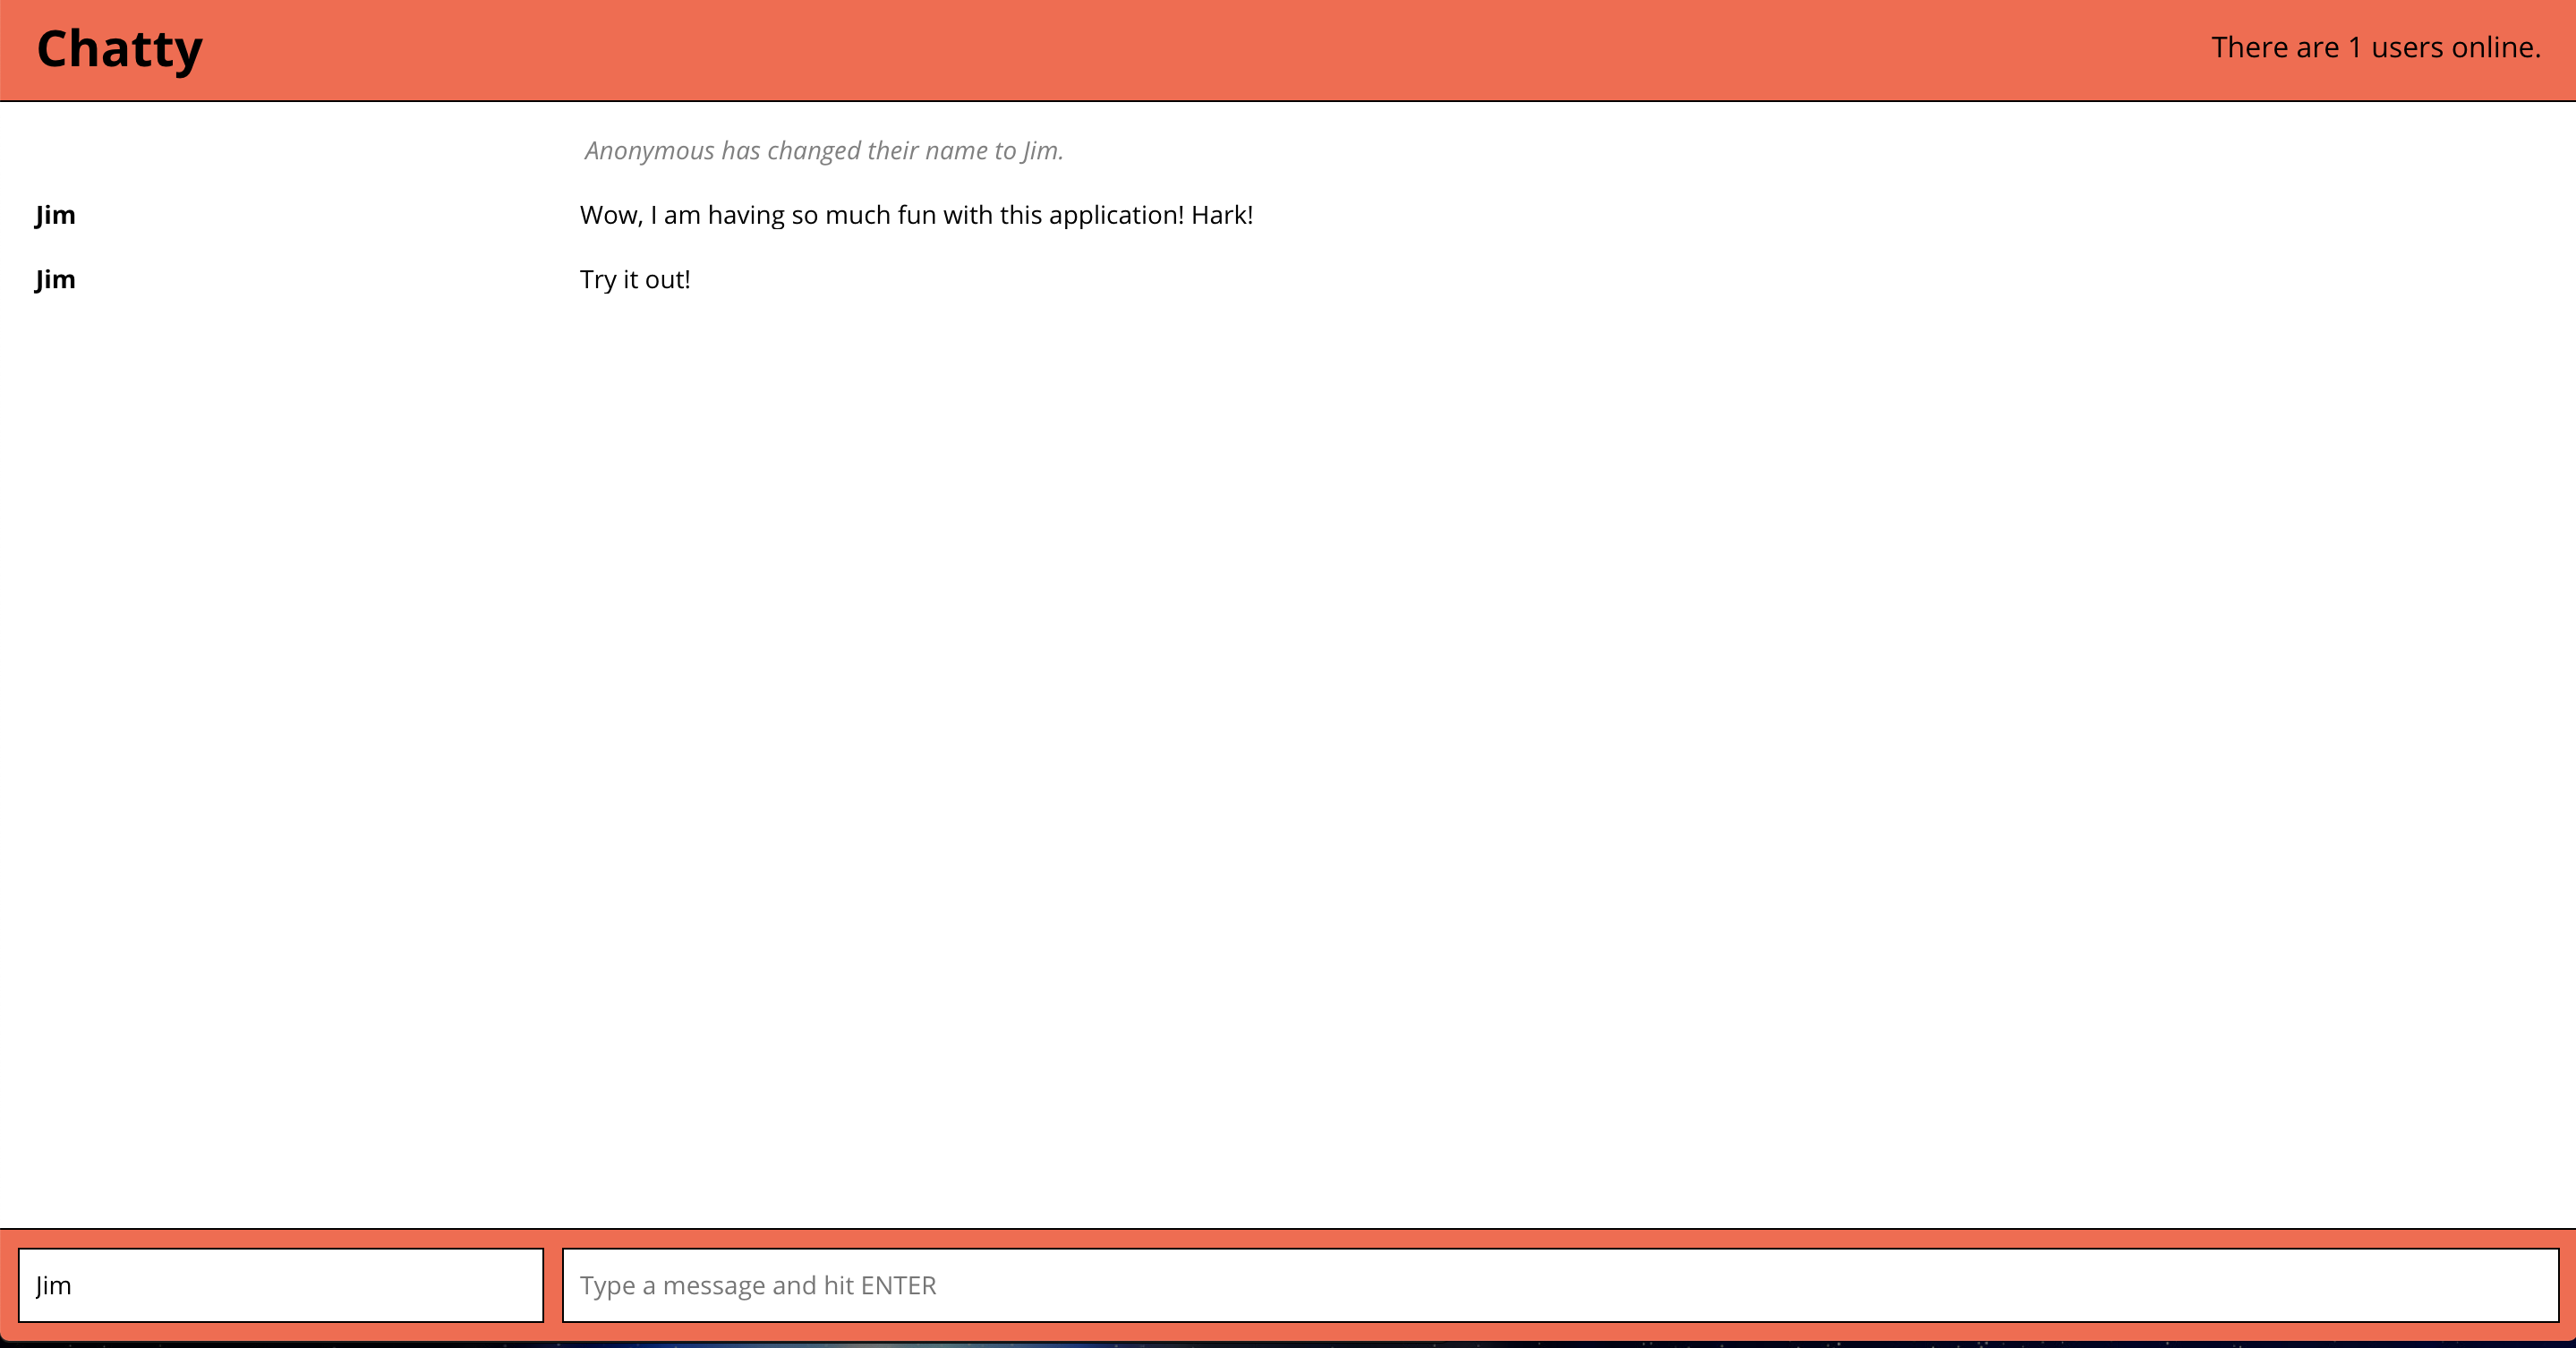 Chatty
There are 1 users online.
Anonymous has changed their name to Jim.
Jim Wow, I am having so much fun with this application! Hark!
Jim Try it out!
Jim Type a message and hit ENTER